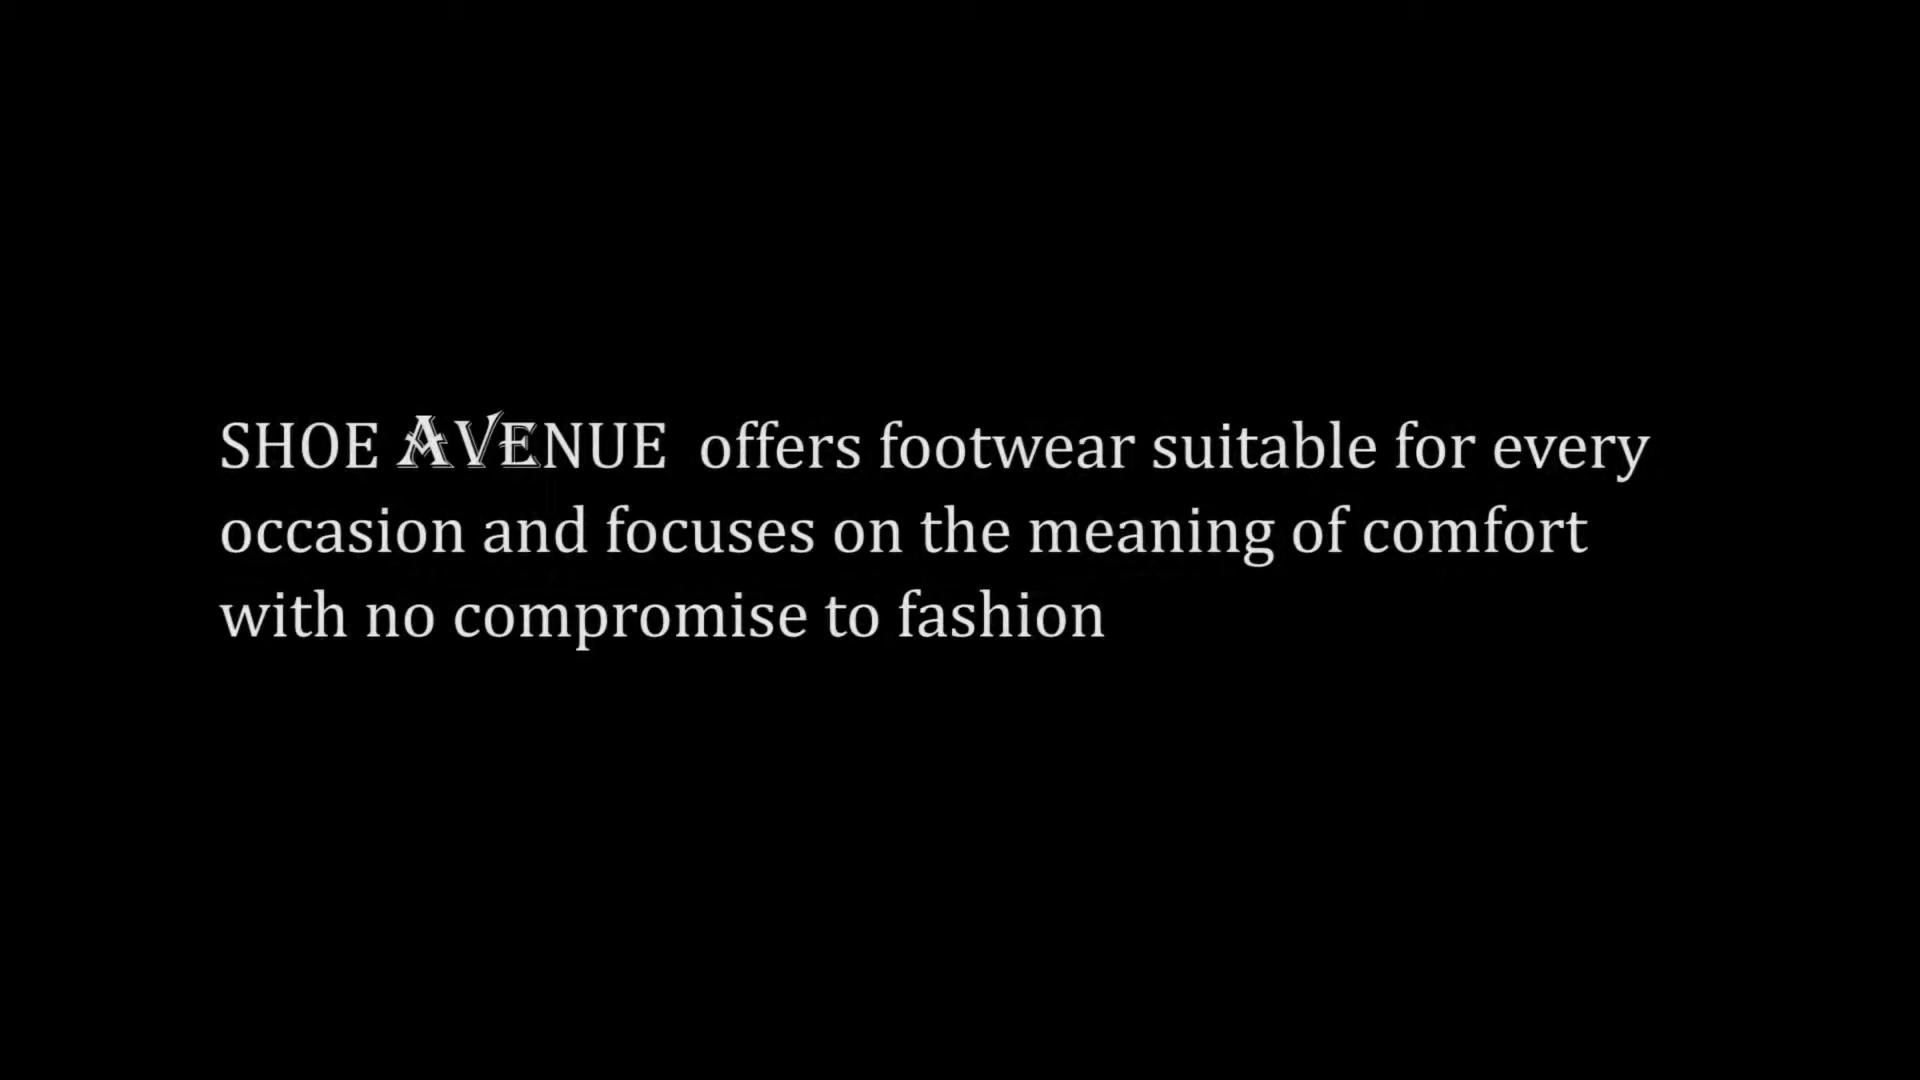 SHOE AVENUE  offers footwear suitable for every
occasion and focuses on the meaning of comfort
with no compromise to fashion